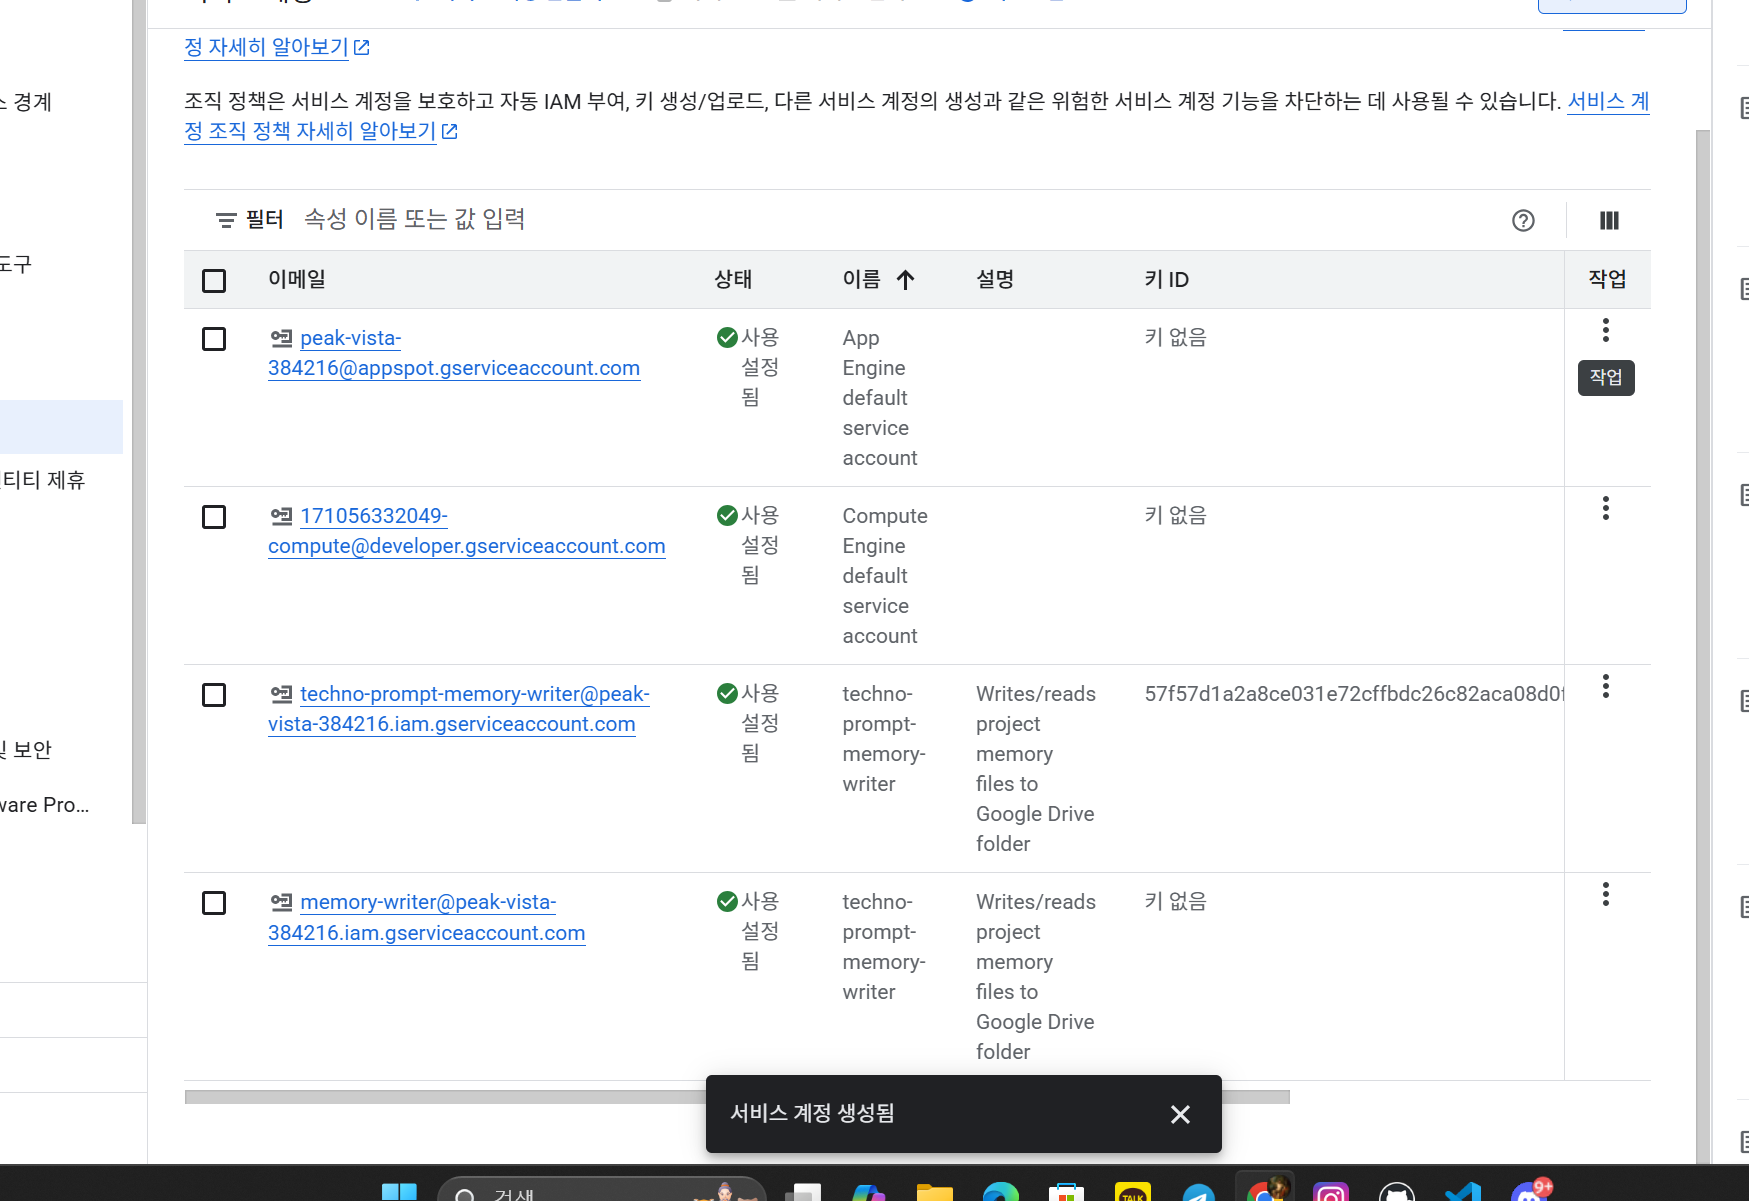 정 자세히 알아보기
조직 정책은 서비스 계정을 보호하고 자동 IAM 부여, 키 생성/업로드, 다른 서비스 계정의 생성과 같은 위험한 서비스 계정 기능을 차단하는 데 사용될 수 있습니다. 서비스 계
정 조직 정책 자세히 알아보기
필터 속성 이름 또는 값 입력
이메일 상태 이름 설명 키 ID 작업
peak-vista-
384216@appspot.gserviceaccount.com
사용
설정
됨
App
Engine
default
service
account
키 없음
작업
171056332049-
compute@developer.gserviceaccount.com
사용
설정
됨
Compute
Engine
default
service
account
키 없음
techno-prompt-memory-writer@peak-
vista-384216.iam.gserviceaccount.com
사용
설정
됨
techno-
prompt-
memory-
writer
Writes/reads
project
memory
files to
Google Drive
folder
57f57d1a2a8ce031e72cffbdc26c82aca08d0
memory-writer@peak-vista-
384216.iam.gserviceaccount.com
사용
설정
됨
techno-
prompt-
memory-
writer
Writes/reads
project
memory
files to
Google Drive
folder
키 없음
서비스 계정 생성됨
경계
도구
티티 제휴
및 보안
ware Pro...
검색
TALK
9+